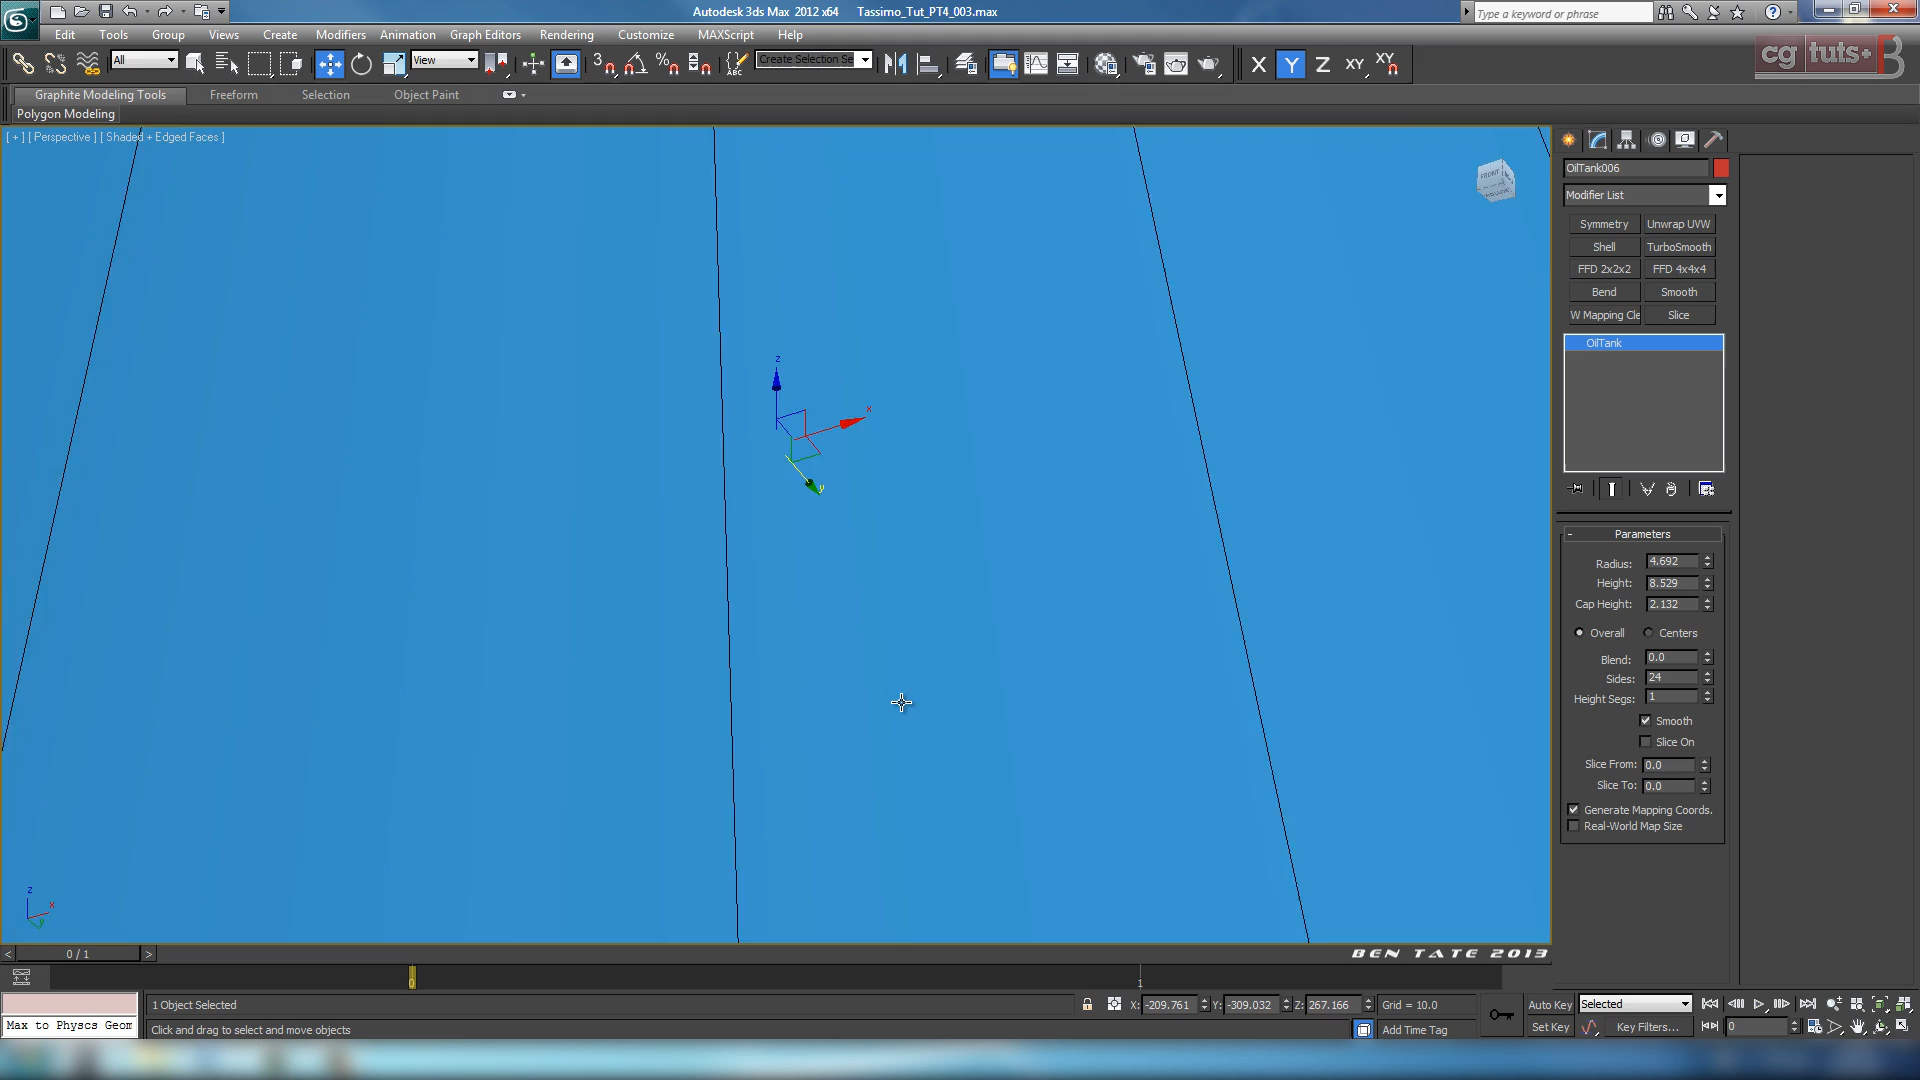 Autodesk 3ds Max 2012 x64 Tassimo_Tut_PT4_003.max
Type a keyword or phrase
Edit Tools Group Views Create Modifiers Animation Graph Editors Rendering Customize MAXScript Help
All View Create Selection Se X Y Z XY XY
cg tuts+
Graphite Modeling Tools Freeform Selection Object Paint
Polygon Modeling
[ + ] [ Perspective ] [ Shaded + Edged Faces ]
FRONT
OilTank006
Modifier List
Symmetry Unwrap UVW
Shell TurboSmooth
FFD 2x2x2 FFD 4x4x4
Bend Smooth
W Mapping Cle Slice
OilTank
z
x
y
- Parameters
Radius: 4.692
Height: 8.529
Cap Height: 2.132
Overall Centers
Blend: 0.0
Sides: 24
Height Segs: 1
Smooth
Slice On
Slice From: 0.0
Slice To: 0.0
Generate Mapping Coords.
Real-World Map Size
z
x
y
< 0 / 1 >
BEN TATE 2013
0 1
1 Object Selected X: -209.761 Y: -309.032 Z: 267.166 Grid = 10.0 Auto Key Selected
Max to Physcs Geom Click and drag to select and move objects Add Time Tag Set Key Key Filters... 0